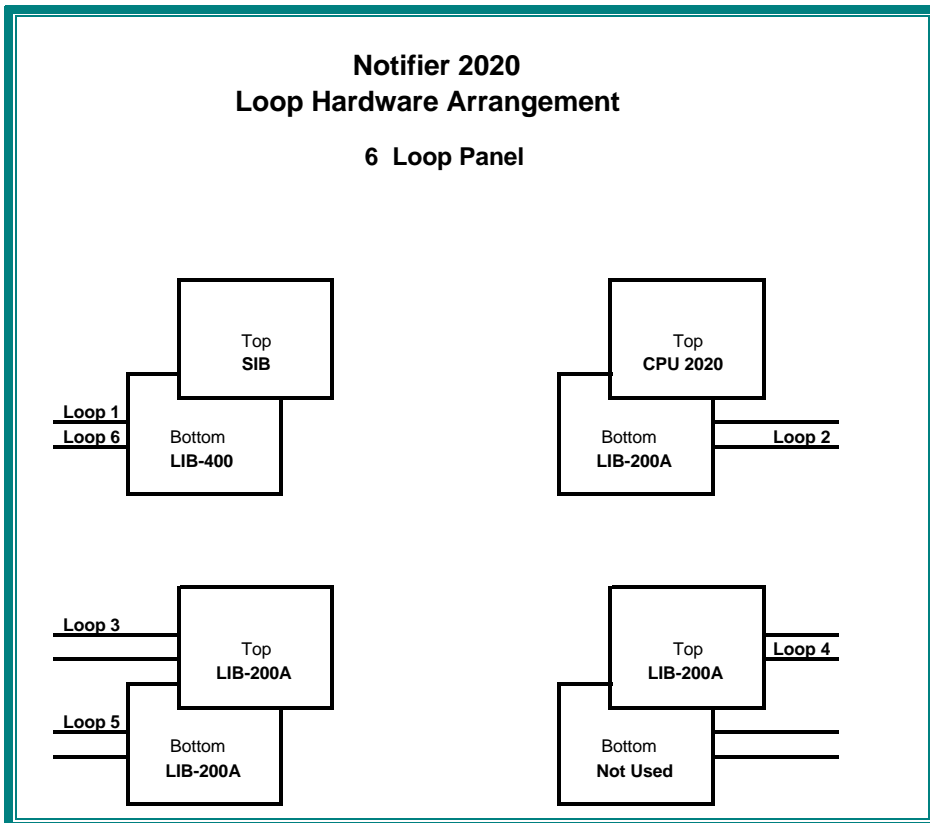 Notifier 2020
Loop Hardware Arrangement
6 Loop Panel
Top
SIB
Loop 1
Loop 6
Bottom
LIB-400
Top
CPU 2020
Bottom
LIB-200A
Loop 2
Loop 3
Top
LIB-200A
Loop 5
Bottom
LIB-200A
Top
LIB-200A
Loop 4
Bottom
Not Used